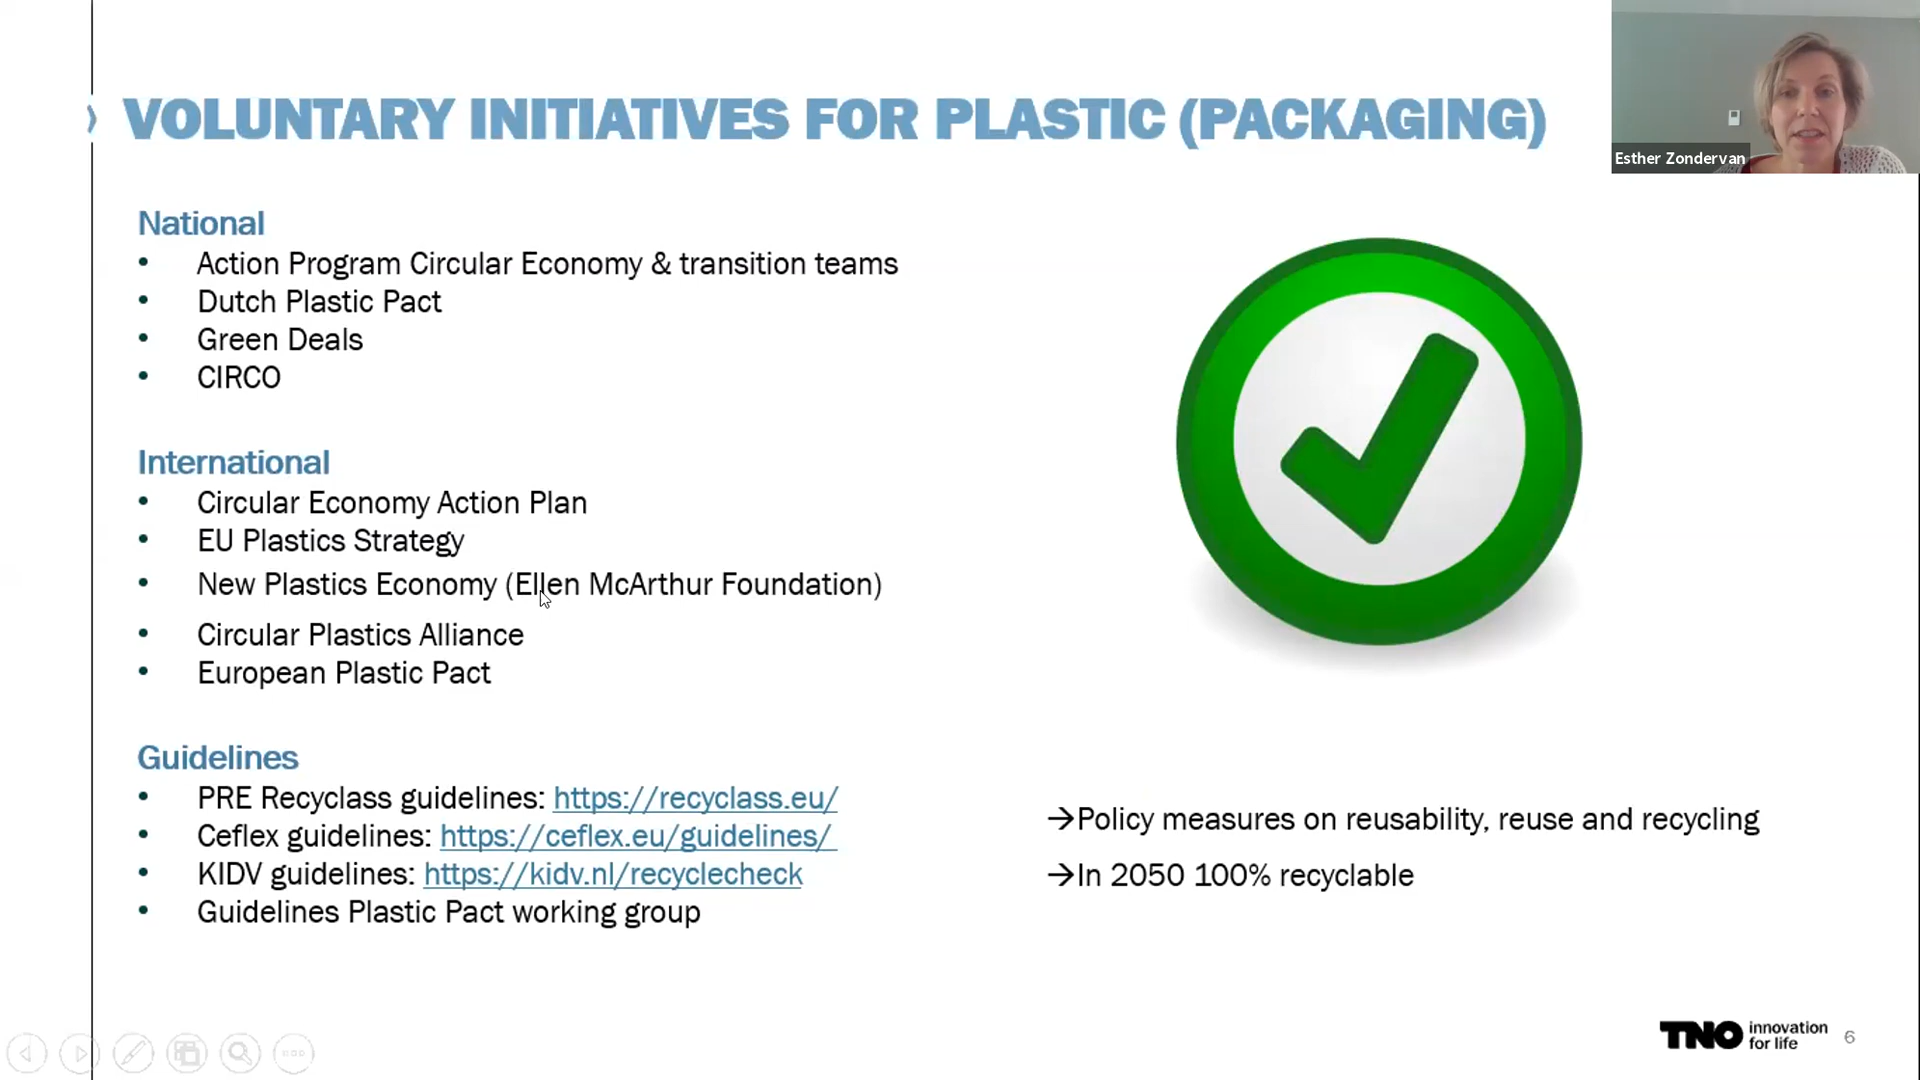 VOLUNTARY INITIATIVES FOR PLASTIC (PACKAGING)
Esther Zondervan
National
• Action Program Circular Economy & transition teams
• Dutch Plastic Pact
• Green Deals
• CIRCO
International
• Circular Economy Action Plan
• EU Plastics Strategy
• New Plastics Economy (Ellen McArthur Foundation)
• Circular Plastics Alliance
• European Plastic Pact
Guidelines
• PRE Recyclass guidelines: https://recyclass.eu/
• Ceflex guidelines: https://ceflex.eu/guidelines/
• KIDV guidelines: https://kidv.nl/recyclecheck
• Guidelines Plastic Pact working group
→Policy measures on reusability, reuse and recycling
→In 2050 100% recyclable
TNO innovation
for life
6